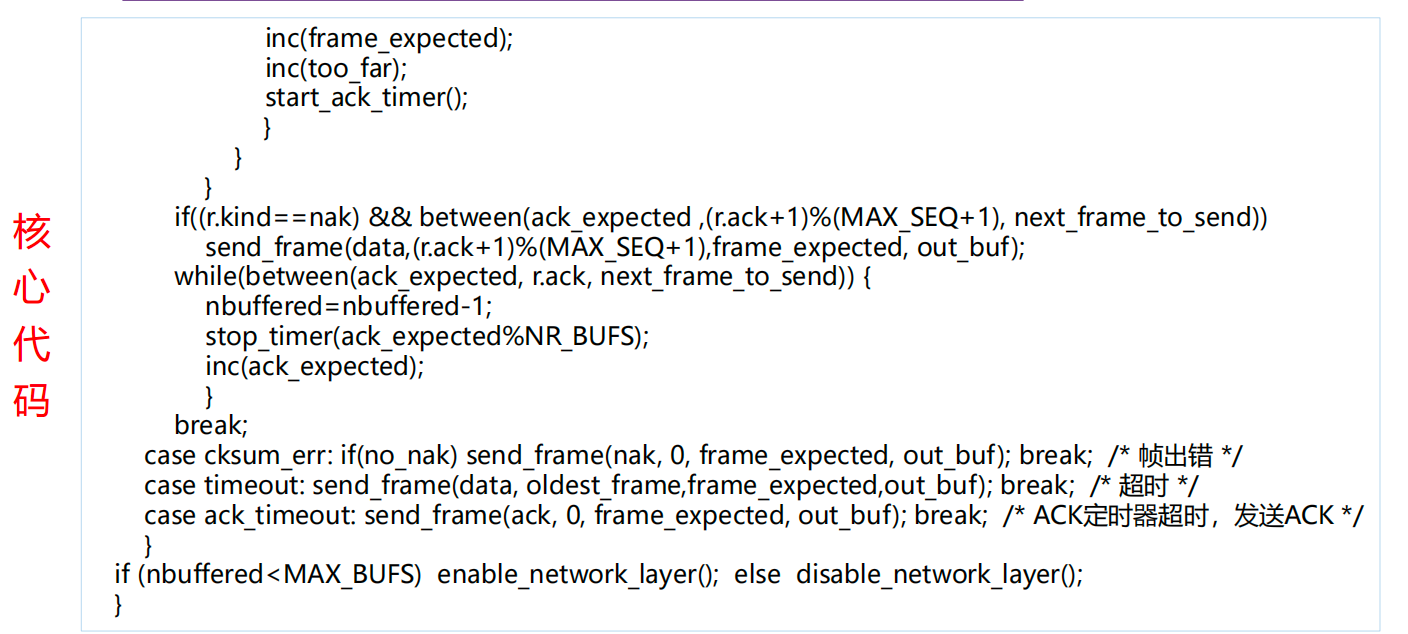 核
心
代
码
inc(frame_expected);
inc(too_far);
start_ack_timer();
}
}
}
if((r.kind==nak) && between(ack_expected ,(r.ack+1)%(MAX_SEQ+1), next_frame_to_send))
send_frame(data,(r.ack+1)%(MAX_SEQ+1),frame_expected, out_buf);
while(between(ack_expected, r.ack, next_frame_to_send)) {
nbuffered=nbuffered-1;
stop_timer(ack_expected%NR_BUFS);
inc(ack_expected);
}
break;
case cksum_err: if(no_nak) send_frame(nak, 0, frame_expected, out_buf); break;  /* 帧出错 */
case timeout: send_frame(data, oldest_frame,frame_expected,out_buf); break;  /* 超时 */
case ack_timeout: send_frame(ack, 0, frame_expected, out_buf); break;  /* ACK定时器超时，发送ACK */
}
if (nbuffered<MAX_BUFS)  enable_network_layer();  else  disable_network_layer();
}